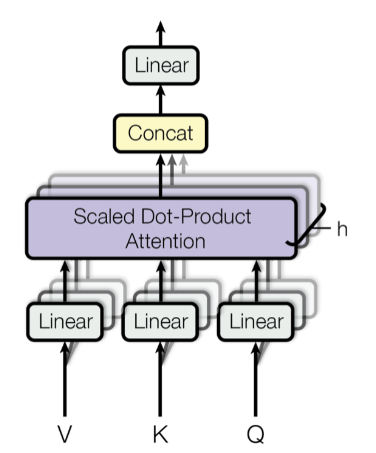 Linear
Concat
Scaled Dot-Product
Attention
h
Linear Linear Linear
V K Q